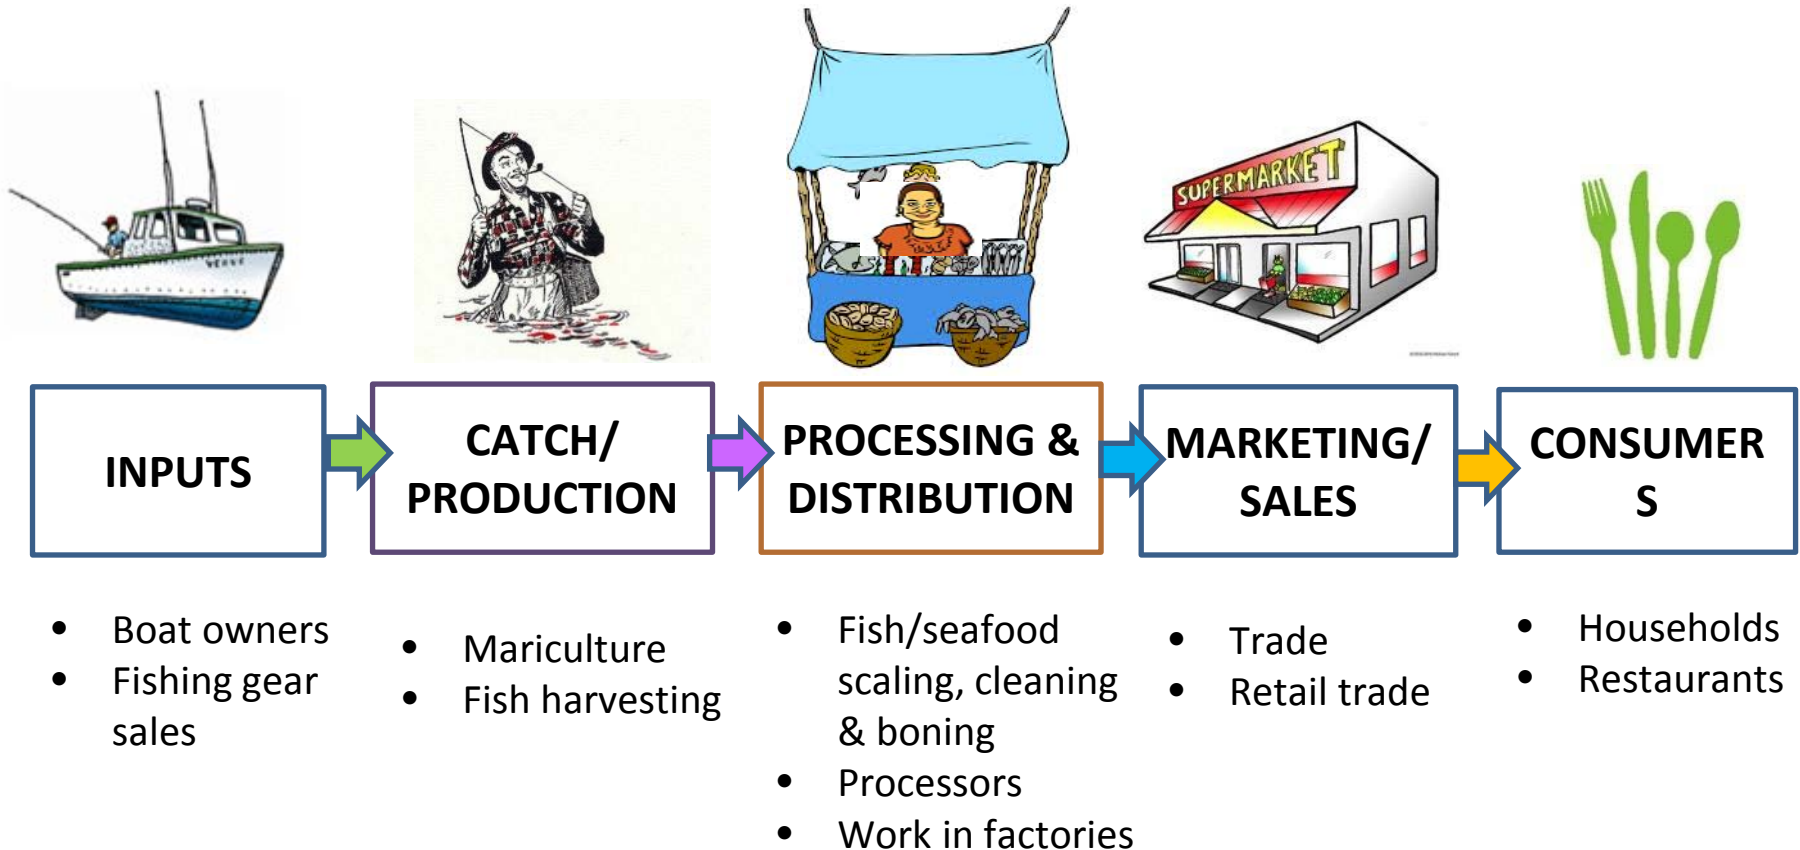 VERVE
SUPERMARKET
INPUTS
CATCH/
PRODUCTION
PROCESSING &
DISTRIBUTION
MARKETING/
SALES
CONSUMER
S
• Boat owners
• Fishing gear
sales
• Mariculture
• Fish harvesting
• Fish/seafood
scaling, cleaning
& boning
• Processors
• Work in factories
• Trade
• Retail trade
• Households
• Restaurants